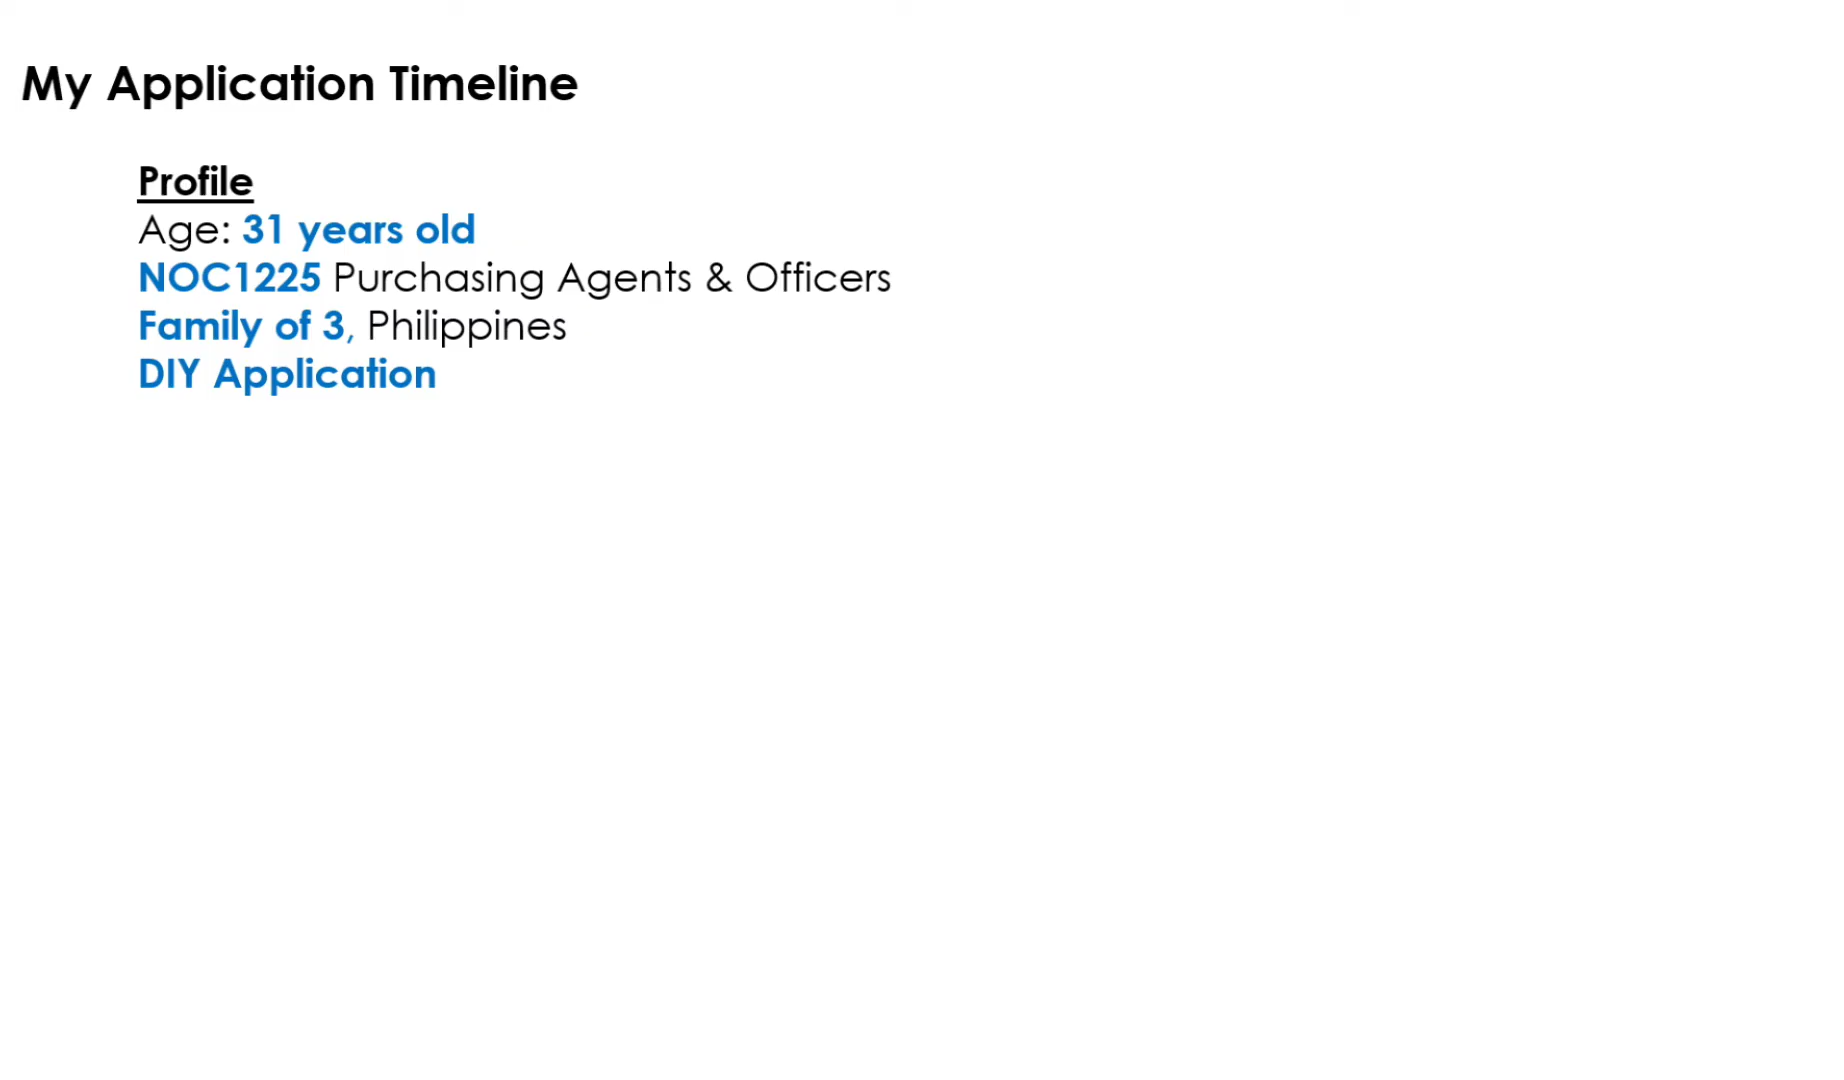 My Application Timeline
Profile
Age: 31 years old
NOC1225 Purchasing Agents & Officers
Family of 3, Philippines
DIY Application